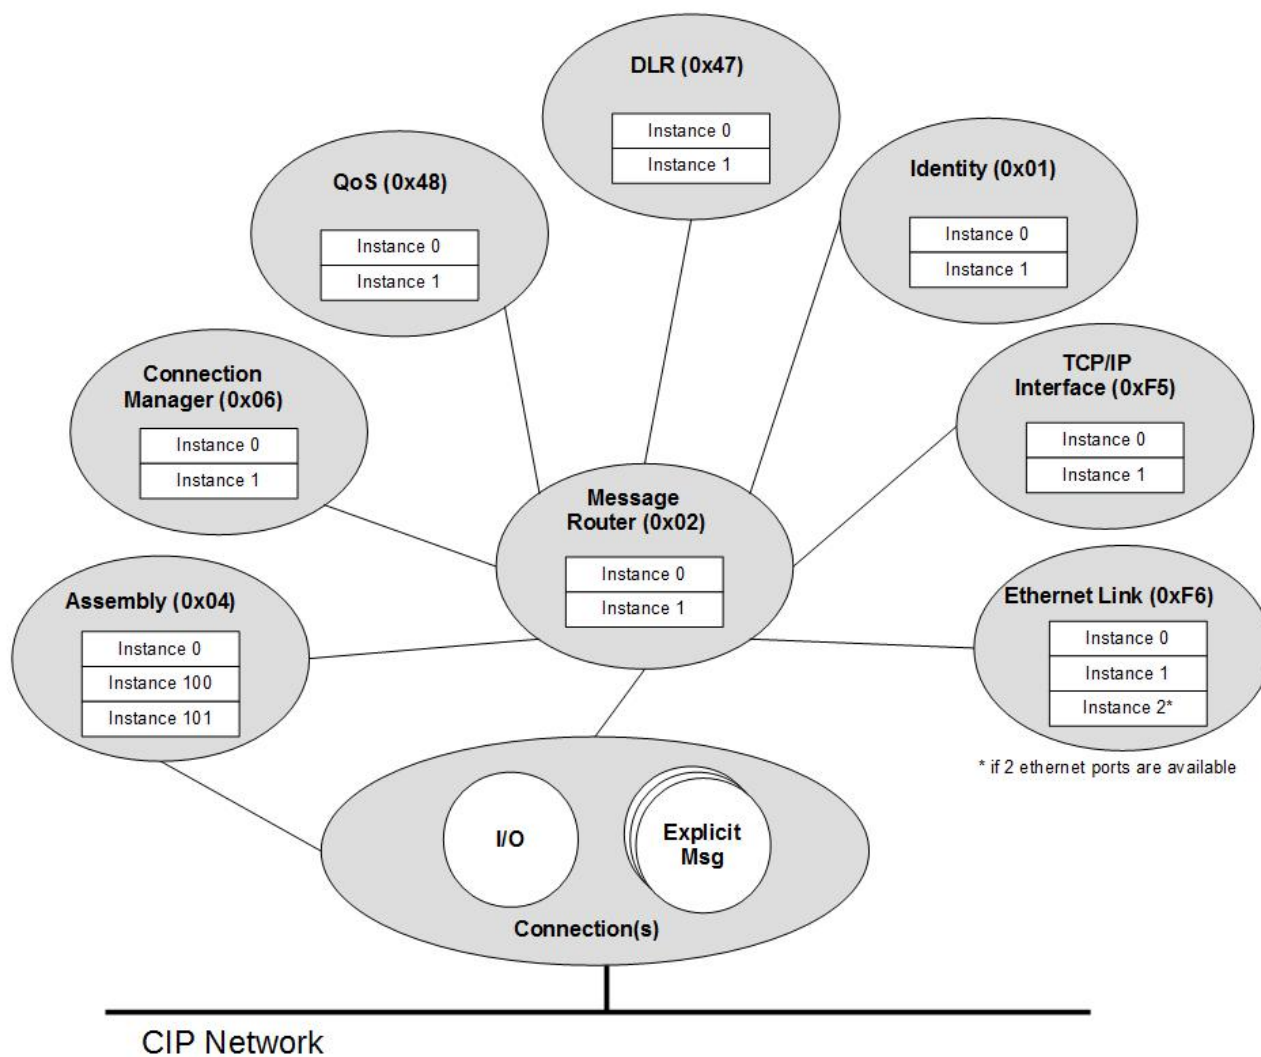 DLR (0x47)
Instance 0
Instance 1
QoS (0x48)
Instance 0
Instance 1
Identity (0x01)
Instance 0
Instance 1
Connection
Manager (0x06)
Instance 0
Instance 1
TCP/IP
Interface (0xF5)
Instance 0
Instance 1
Message
Router (0x02)
Instance 0
Instance 1
Assembly (0x04)
Instance 0
Instance 100
Instance 101
Ethernet Link (0xF6)
Instance 0
Instance 1
Instance 2*
* if 2 ethernet ports are available
I/O
Explicit
Msg
Connection(s)
CIP Network